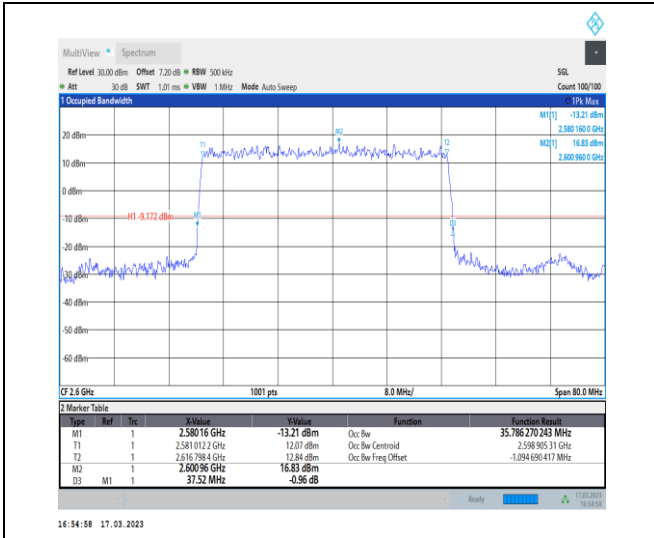 MultiView Spectrum
Ref Level 30.00 dBm Offset 7.20 dB RBW 500 kHz SGL
Att 30 dB SWT 1.01 ms VBW 1 MHz Mode Auto Sweep Count 100/100
1 Occupied Bandwidth 1Pk Max
M1[1] -13.21 dBm
2.580 160 0 GHz
M2[1] 16.83 dBm
2.600 960 0 GHz
20 dBm
M2
T1
T2
10 dBm
0 dBm
-10 dBm
H1 -9.172 dBm
M1
D3
-20 dBm
-30 dBm
-40 dBm
-50 dBm
-60 dBm
CF 2.6 GHz 1001 pts 8.0 MHz/ Span 80.0 MHz
2 Marker Table
Type Ref Trc X-Value Y-Value Function Function Result
M1 1 2.58016 GHz -13.21 dBm Occ Bw 35.786 270 243 MHz
T1 1 2.581 012 2 GHz 12.07 dBm Occ Bw Centroid 2.598 905 31 GHz
T2 1 2.616 798 4 GHz 12.84 dBm Occ Bw Freq Offset -1.094 690 417 MHz
M2 1 2.60096 GHz 16.83 dBm
D3 M1 1 37.52 MHz -0.96 dB
Ready 17.03.2023
16:54:58
16:54:58 17.03.2023